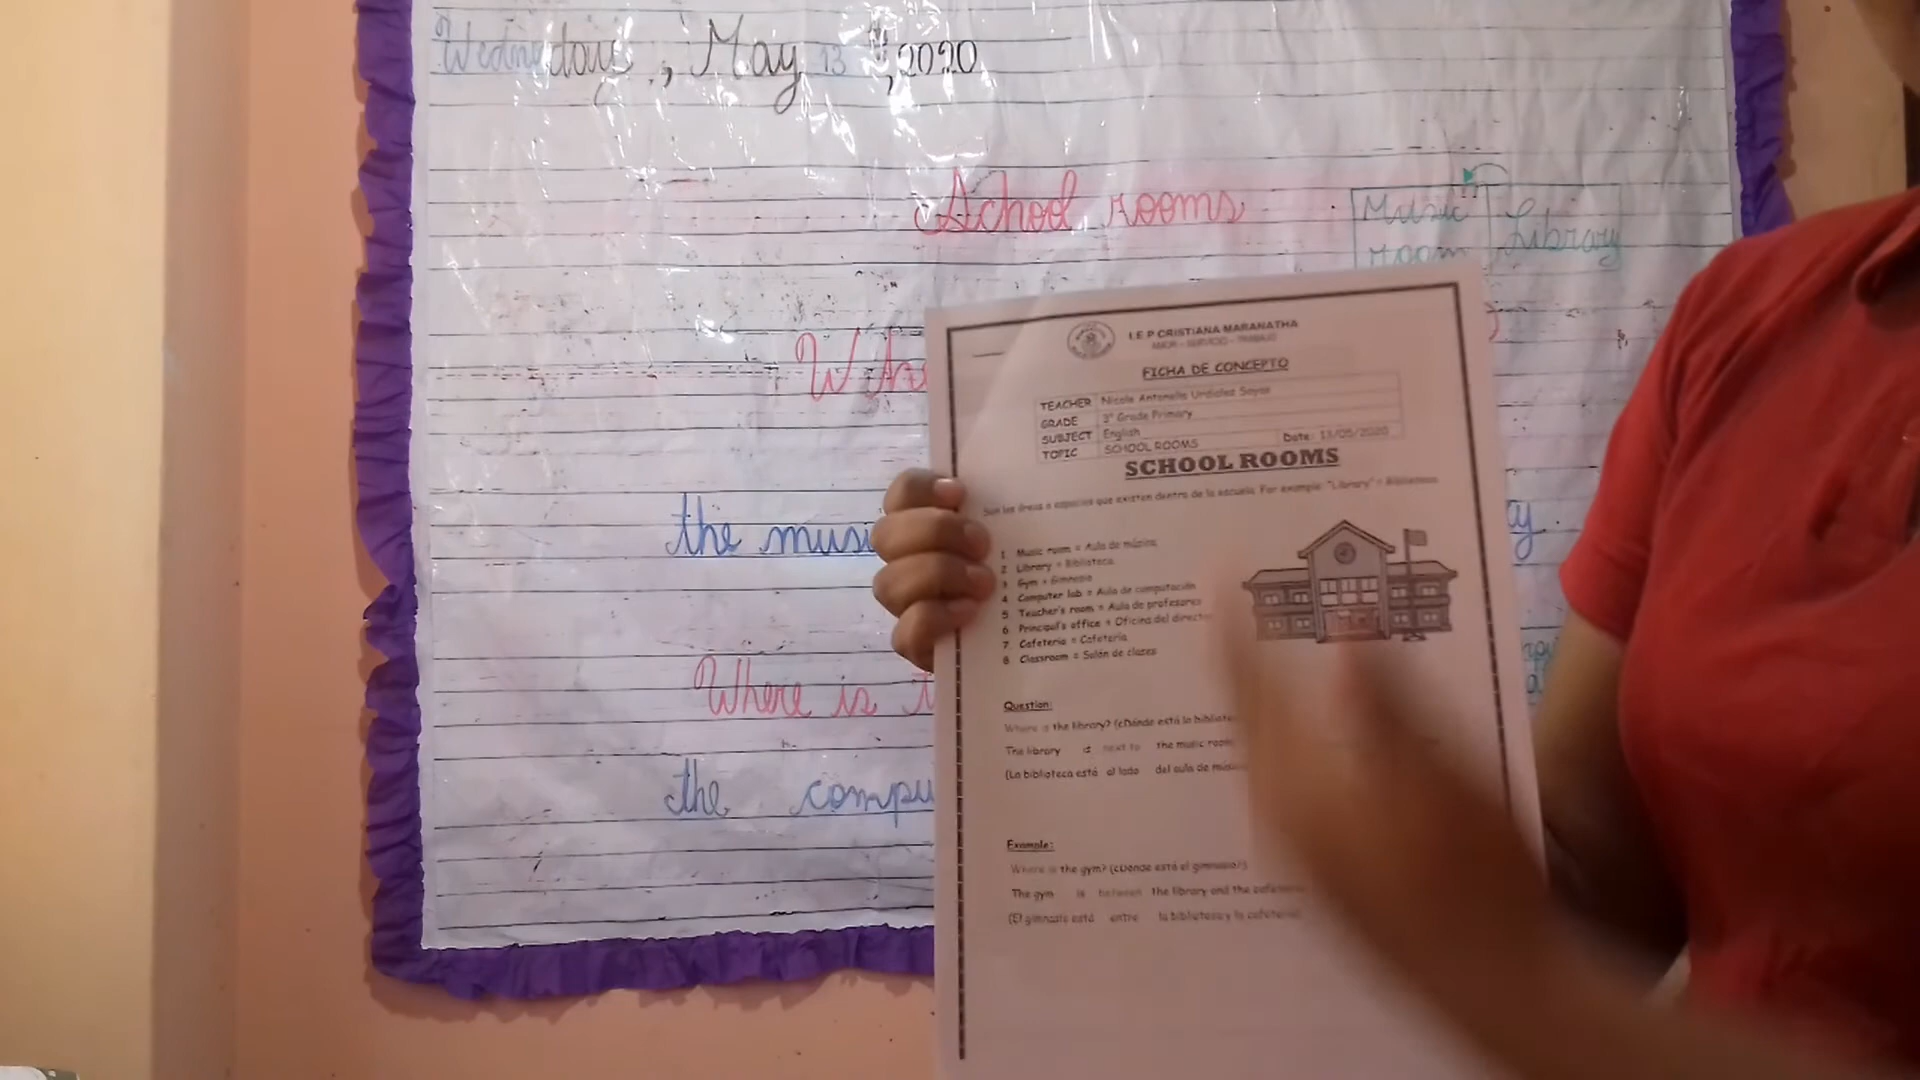 Wednesday, May 13th, 2020
School rooms
Music Library
room
the music
Where is
the compu
I.E.P CRISTIANA MARANATHA
AMOR - SERVICIO - TRABAJO
FICHA DE CONCEPTO
TEACHER Nicole Antonella Urdiales Sayas
GRADE 3° Grade Primary
SUBJECT English
TOPIC SCHOOL ROOMS Date: 13/05/2020
SCHOOL ROOMS
Son las áreas o espacios que existen dentro de la escuela. For example: "Library" = Biblioteca
1 Music room = Aula de música
2 Library = Biblioteca
3 Gym = Gimnasio
4 Computer lab = Aula de computación
5 Teacher's room = Aula de profesores
6 Principal's office = Oficina del direct
7. Cafeteria = Cafetería
8 Classroom = Salón de clases
Question:
Where is the library? (¿Dónde está la bibliote
The library is next to the music room
(La biblioteca está al lado del aula de músic
Example:
Where is the gym? (¿Dónde está el gimnasio?)
The gym is between the library and the cafeteria
(El gimnasio está entre la biblioteca y la cafetería)